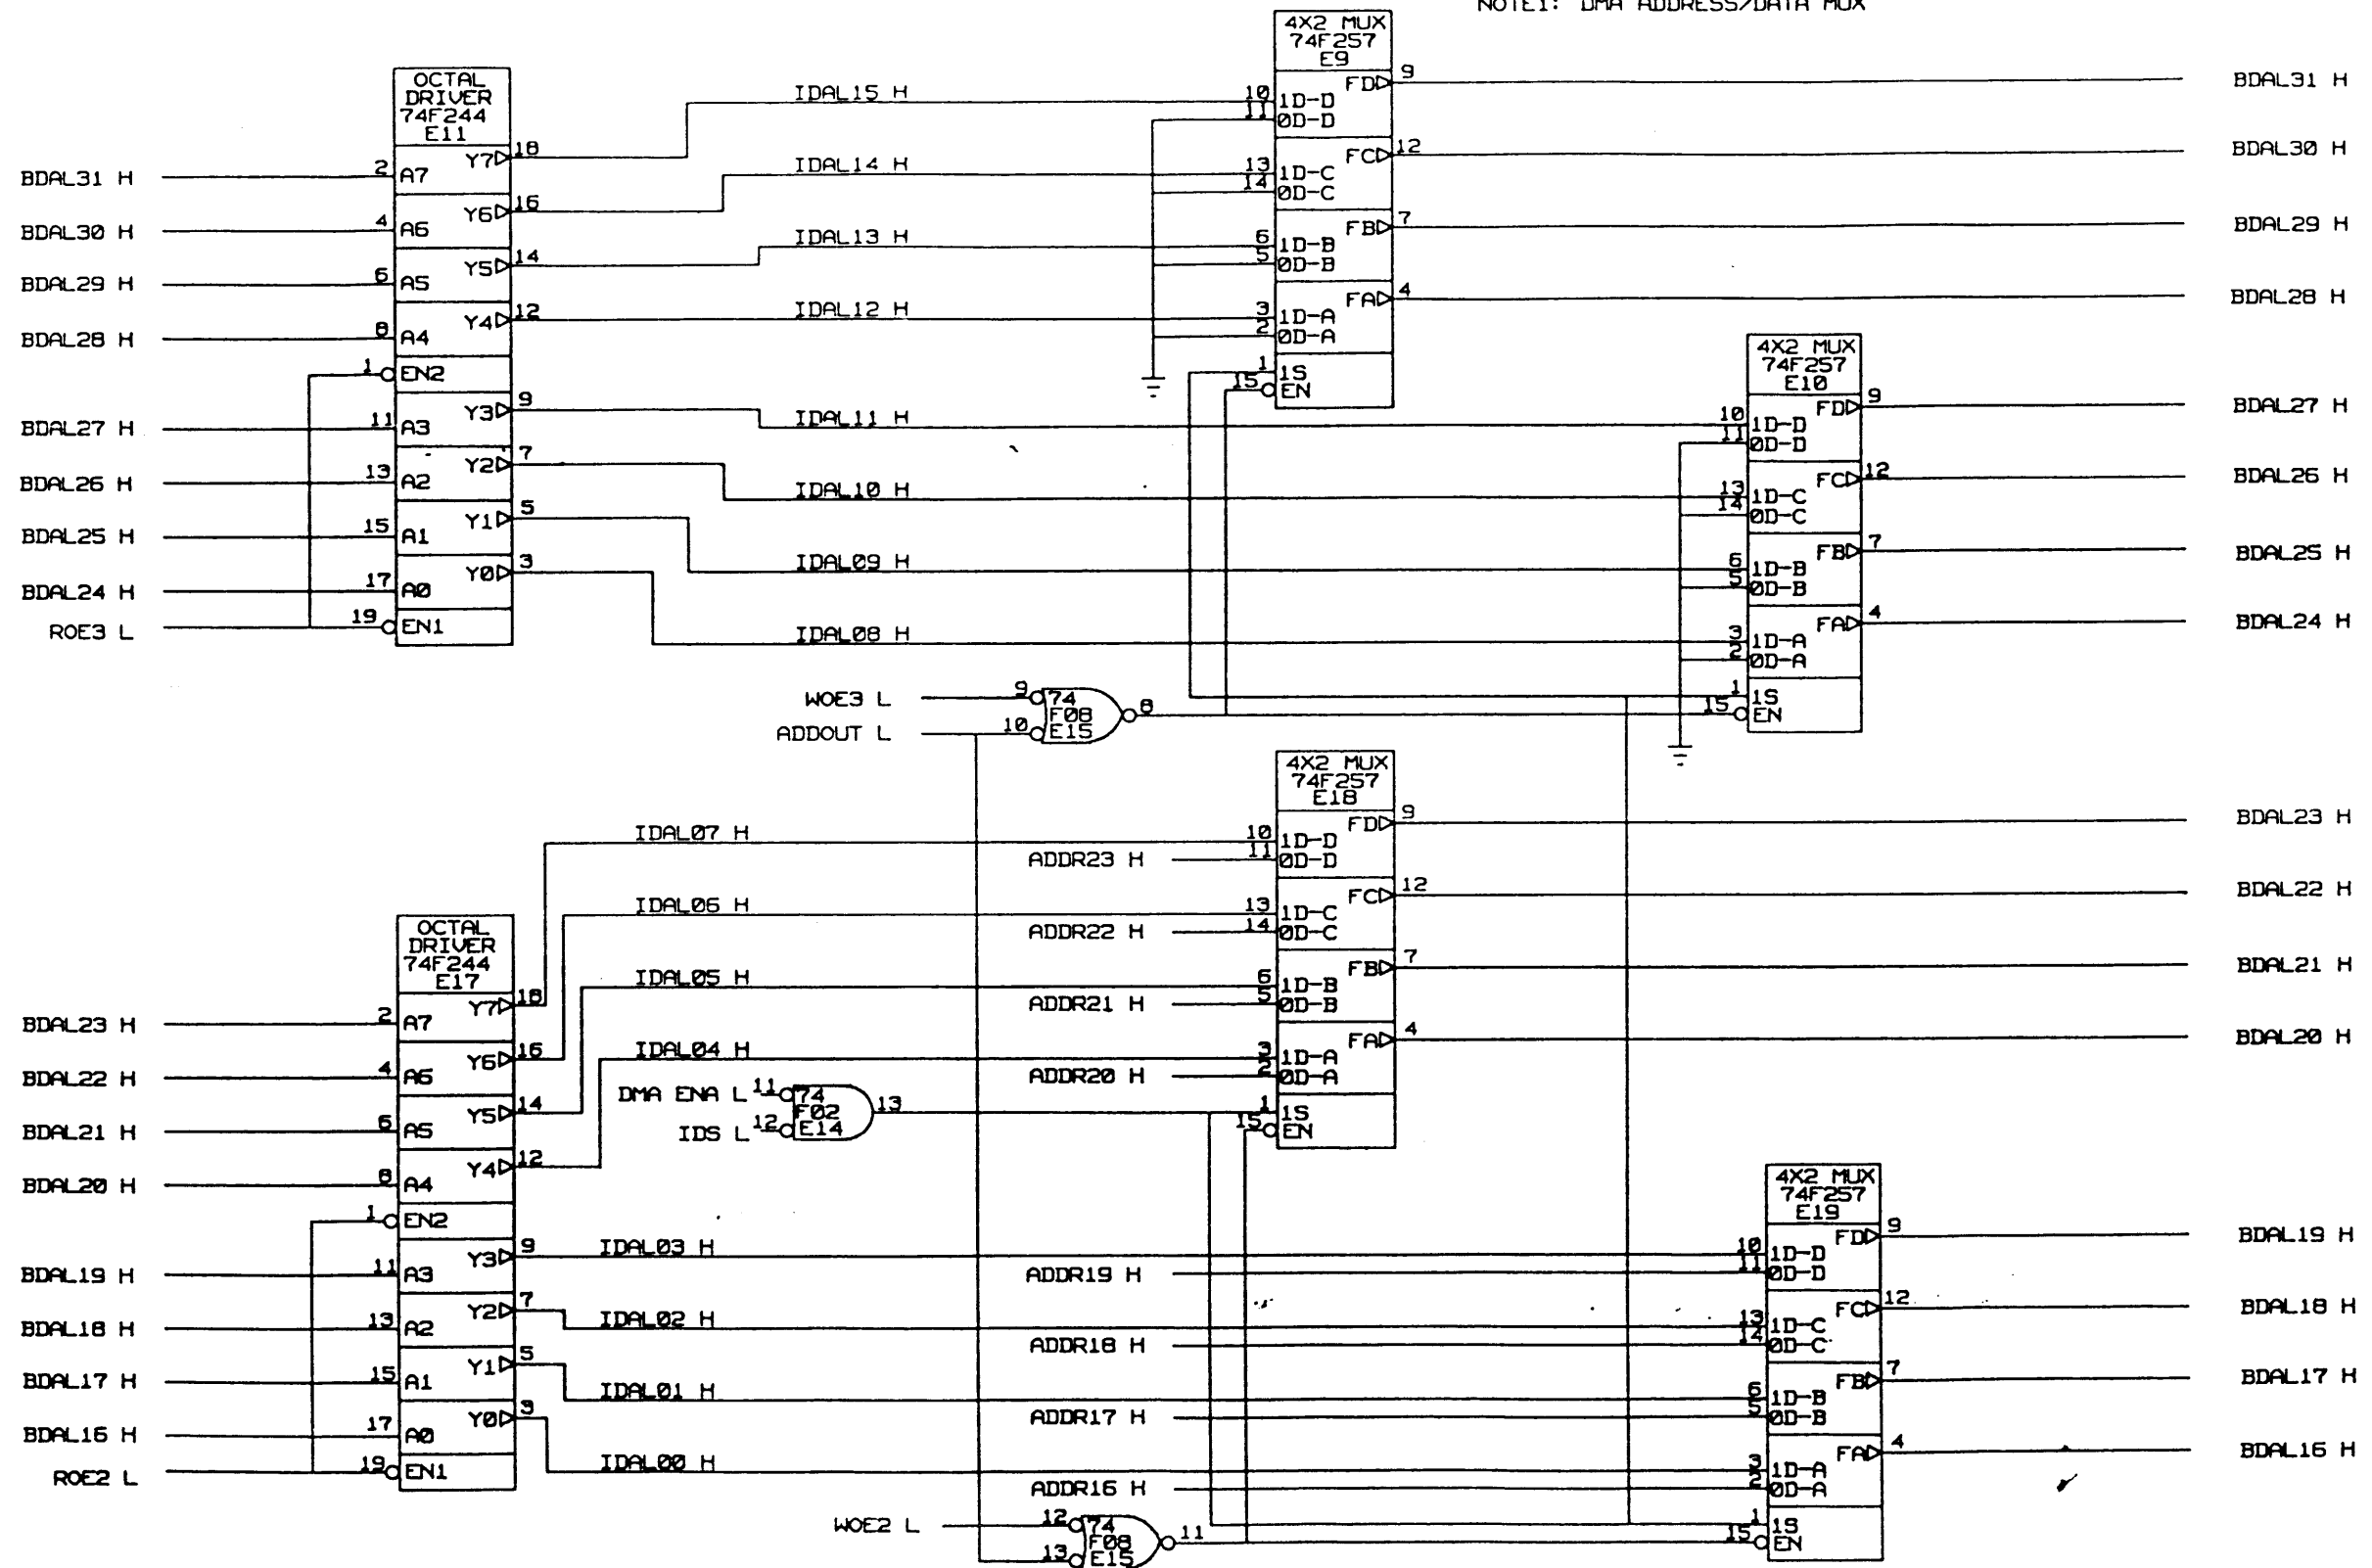 NOTE1: DMA ADDRESS/DATA MUX
OCTAL
DRIVER
74F244
E11
BDAL31 H 2 A7 Y7 18 IDAL15 H
BDAL30 H 4 A6 Y6 16 IDAL14 H
BDAL29 H 6 A5 Y5 14 IDAL13 H
BDAL28 H 8 A4 Y4 12 IDAL12 H
1 EN2
BDAL27 H 11 A3 Y3 9 IDAL11 H
BDAL26 H 13 A2 Y2 7 IDAL10 H
BDAL25 H 15 A1 Y1 5 IDAL09 H
BDAL24 H 17 A0 Y0 3 IDAL08 H
ROE3 L 19 EN1
4X2 MUX
74F257
E9
FD 9 BDAL31 H
10 1D-D
11 0D-D
FC 12 BDAL30 H
13 1D-C
14 0D-C
FB 7 BDAL29 H
6 1D-B
5 0D-B
FA 4 BDAL28 H
3 1D-A
2 0D-A
1 1S
15 EN
4X2 MUX
74F257
E10
FD 9 BDAL27 H
10 1D-D
11 0D-D
FC 12 BDAL26 H
13 1D-C
14 0D-C
FB 7 BDAL25 H
6 1D-B
5 0D-B
FA 4 BDAL24 H
3 1D-A
2 0D-A
1 1S
15 EN
WOE3 L 9 74
F08 8
ADDOUT L 10 E15
4X2 MUX
74F257
E18
FD 9 BDAL23 H
IDAL07 H 10 1D-D
ADDR23 H 11 0D-D
FC 12 BDAL22 H
IDAL06 H 13 1D-C
ADDR22 H 14 0D-C
FB 7 BDAL21 H
IDAL05 H 6 1D-B
ADDR21 H 5 0D-B
FA 4 BDAL20 H
IDAL04 H 3 1D-A
ADDR20 H 2 0D-A
1 1S
15 EN
DMA ENA L 11 74
F02 13
IDS L 12 E14
OCTAL
DRIVER
74F244
E17
BDAL23 H 2 A7 Y7 18
BDAL22 H 4 A6 Y6 16
BDAL21 H 6 A5 Y5 14
BDAL20 H 8 A4 Y4 12
1 EN2
BDAL19 H 11 A3 Y3 9 IDAL03 H
BDAL18 H 13 A2 Y2 7 IDAL02 H
BDAL17 H 15 A1 Y1 5 IDAL01 H
BDAL16 H 17 A0 Y0 3 IDAL00 H
ROE2 L 19 EN1
4X2 MUX
74F257
E19
FD 9 BDAL19 H
10 1D-D
ADDR19 H 11 0D-D
FC 12 BDAL18 H
13 1D-C
ADDR18 H 14 0D-C
FB 7 BDAL17 H
6 1D-B
ADDR17 H 5 0D-B
FA 4 BDAL16 H
3 1D-A
ADDR16 H 2 0D-A
1 1S
15 EN
WOE2 L 12 74
F08 11
13 E15